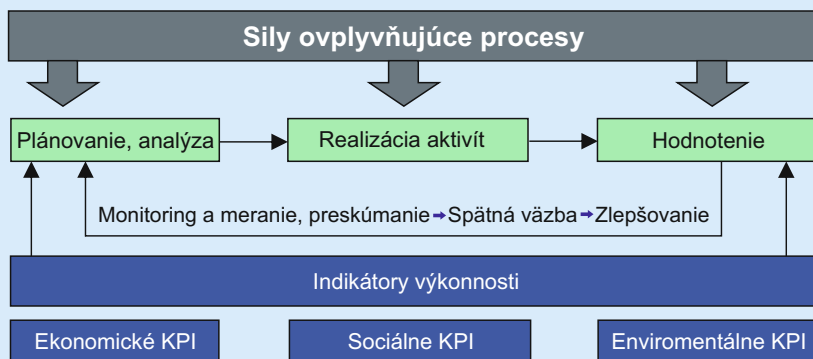 Sily ovplyvňujúce procesy
Plánovanie, analýza
Realizácia aktivít
Hodnotenie
Monitoring a meranie, preskúmanie➞Spätná väzba➞Zlepšovanie
Indikátory výkonnosti
Ekonomické KPI
Sociálne KPI
Enviromentálne KPI